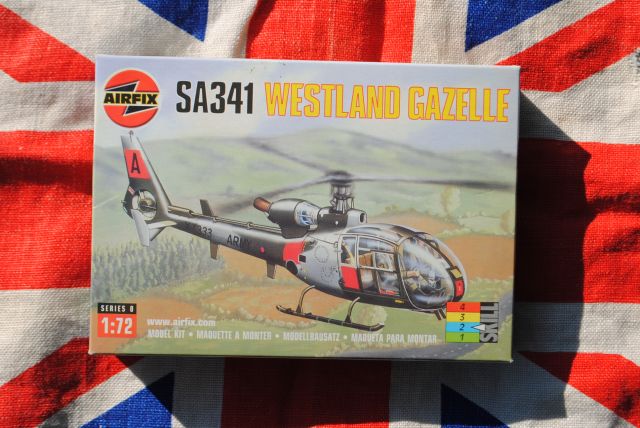 AIRFIX
SA341 WESTLAND GAZELLE
A
ARMY
SERIES 0
1:72
www.airfix.com
MODEL KIT • MAQUETTE A MONTER • MODELLBAUSATZ • MAQUETA PARA MONTAR
4
3
2
1
SKILL